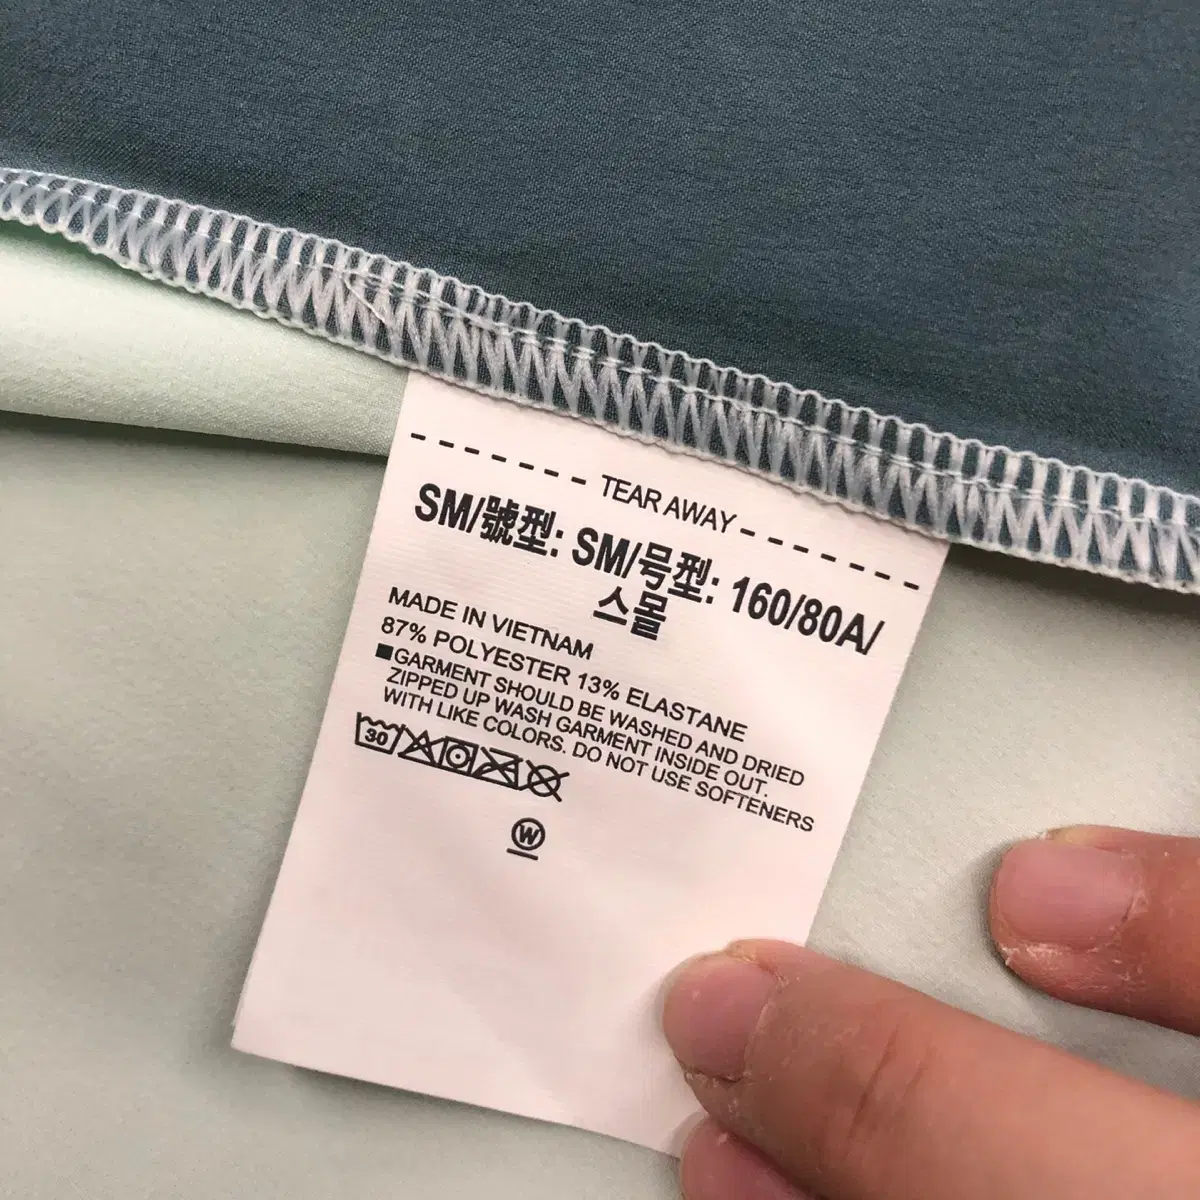 TEAR AWAY
SM/號型: SM/号型: 160/80A/
스몰
MADE IN VIETNAM
87% POLYESTER 13% ELASTANE
■GARMENT SHOULD BE WASHED AND DRIED
ZIPPED UP WASH GARMENT INSIDE OUT.
WITH LIKE COLORS. DO NOT USE SOFTENERS
30
W